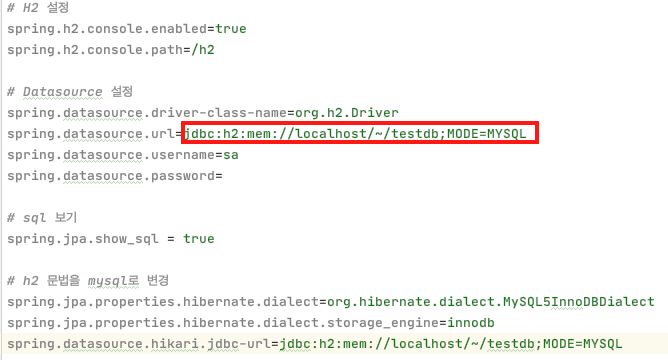 # H2 설정
spring.h2.console.enabled=true
spring.h2.console.path=/h2
# Datasource 설정
spring.datasource.driver-class-name=org.h2.Driver
spring.datasource.url=jdbc:h2:mem://localhost/~/testdb;MODE=MYSQL
spring.datasource.username=sa
spring.datasource.password=
# sql 보기
spring.jpa.show_sql = true
# h2 문법을 mysql로 변경
spring.jpa.properties.hibernate.dialect=org.hibernate.dialect.MySQL5InnoDBDialect
spring.jpa.properties.hibernate.dialect.storage_engine=innodb
spring.datasource.hikari.jdbc-url=jdbc:h2:mem://localhost/~/testdb;MODE=MYSQL